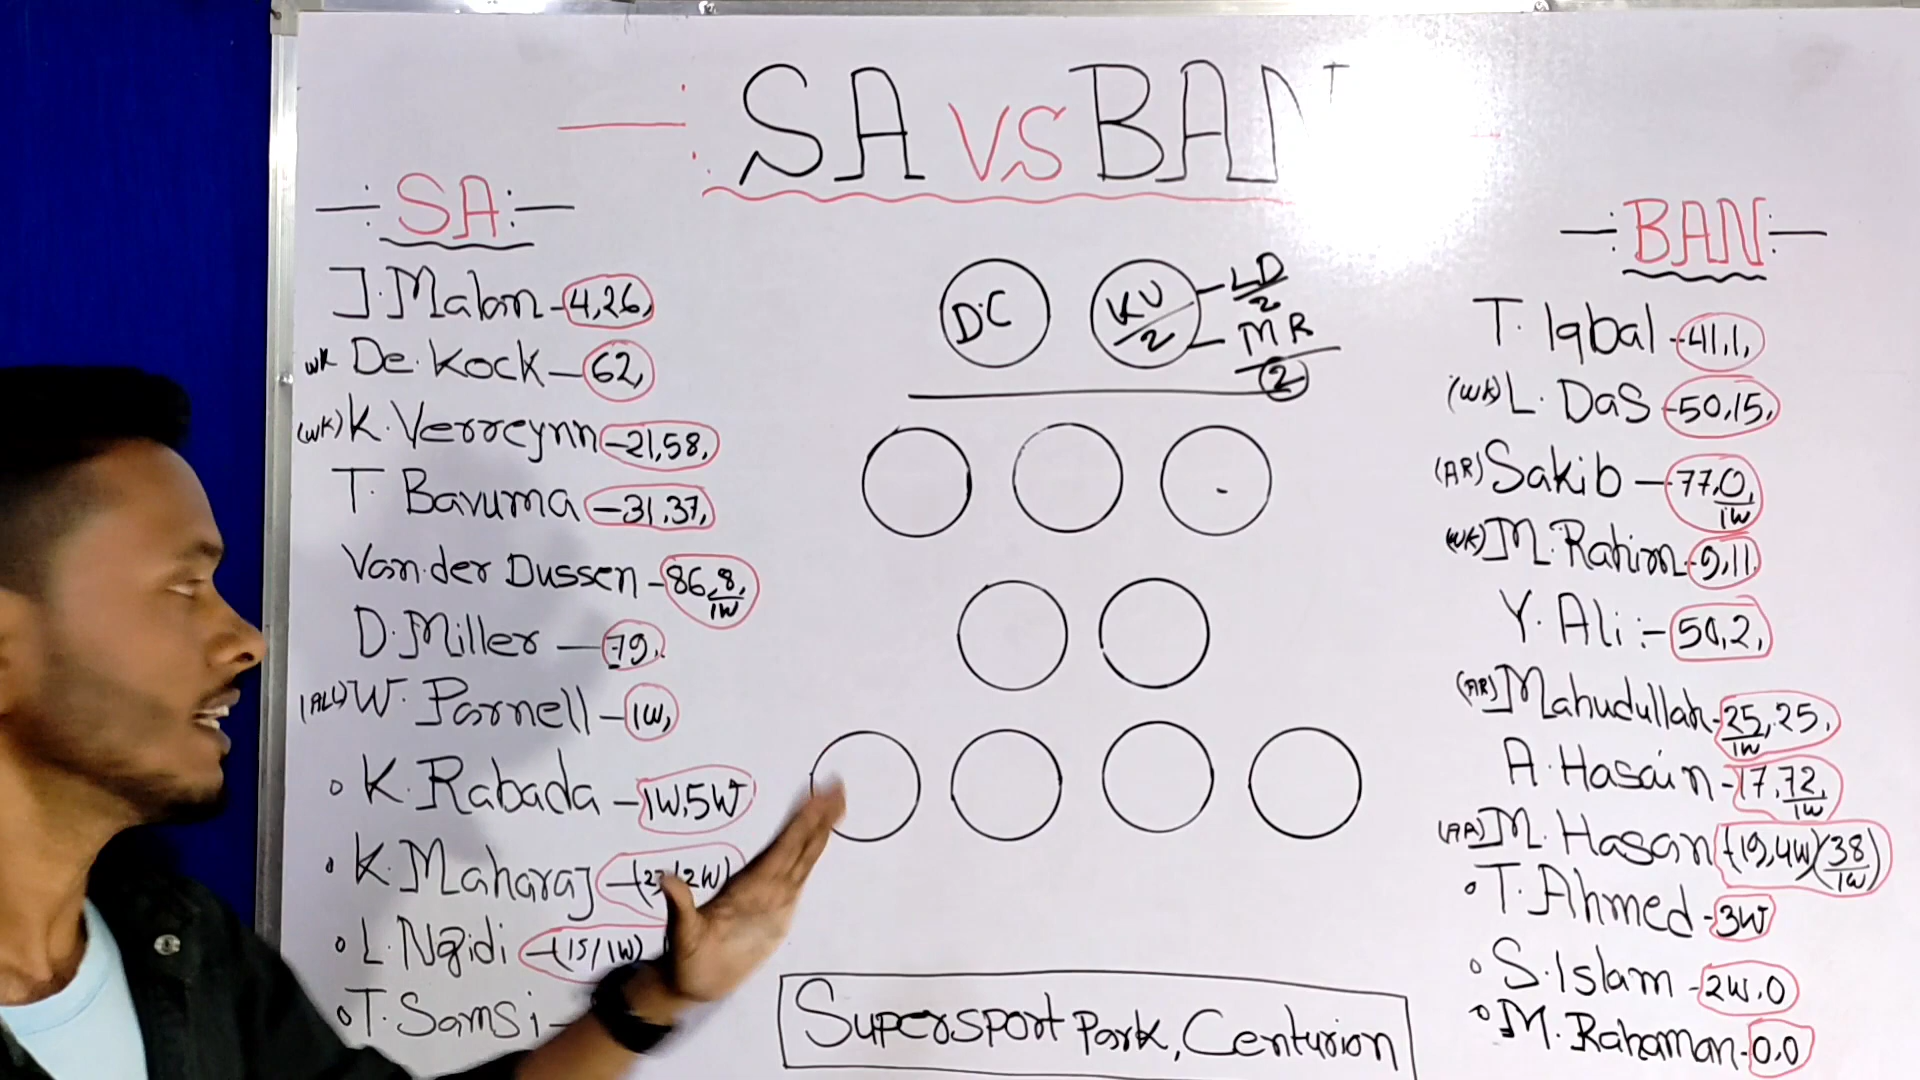 SA VS BAN
SA
J. Malan - 4,26,
WK De. Kock - 62,
(WK) K. Verreynn - 21,58,
T. Bavuma - 31,37,
Van der Dussen - 86,8,/1W
D. Miller - 79,
(ALL) W. Parnell - 1W,
K. Rabada - 1W,5W
K. Maharaj - (23/2W)
L. Ngidi - (15/1W)
T. Samsi -
DC
KV/2
LD/2
MR/2
Supersport Park, Centurion
BAN
T. Iqbal - 41,1,
(WK) L. Das - 50,15,
(AR) Sakib - 77,0,/1W
(WK) M. Rahim - 9,11,
Y. Ali :- 50,2,
(AR) Mahudullah - 25,/1W,25,
A. Hasain - 17,72,/1W
(AR) M. Hasan - (19,4W)(38/1W)
T. Ahmed - 3W
S. Islam - 2W,0
M. Rahaman - 0,0